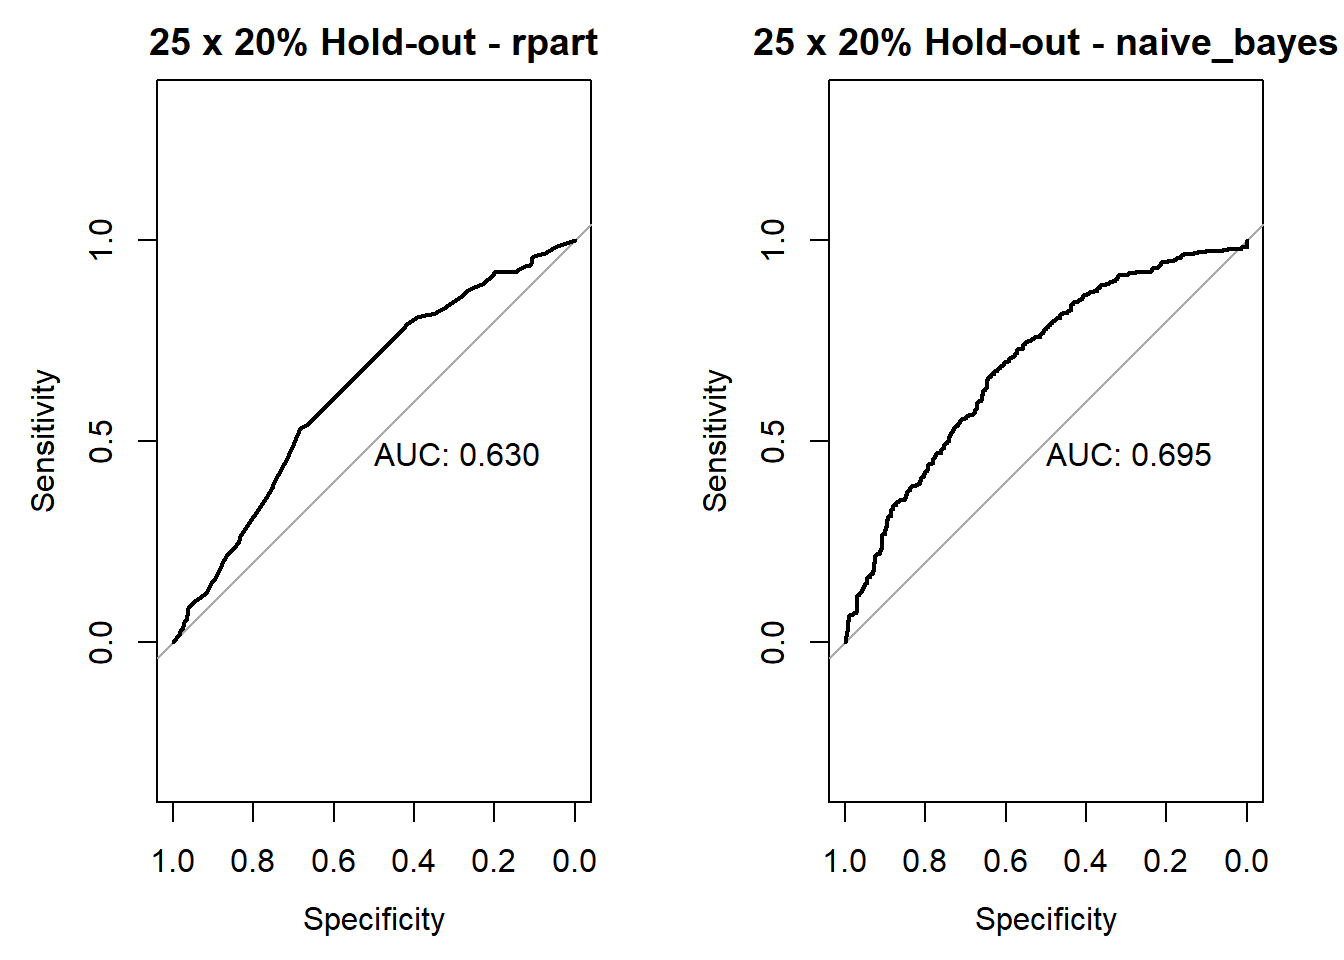 25 x 20% Hold-out - rpart
1.0
0.5
0.0
Sensitivity
AUC: 0.630
1.0 0.8 0.6 0.4 0.2 0.0
Specificity
25 x 20% Hold-out - naive_bayes
1.0
0.5
0.0
Sensitivity
AUC: 0.695
1.0 0.8 0.6 0.4 0.2 0.0
Specificity